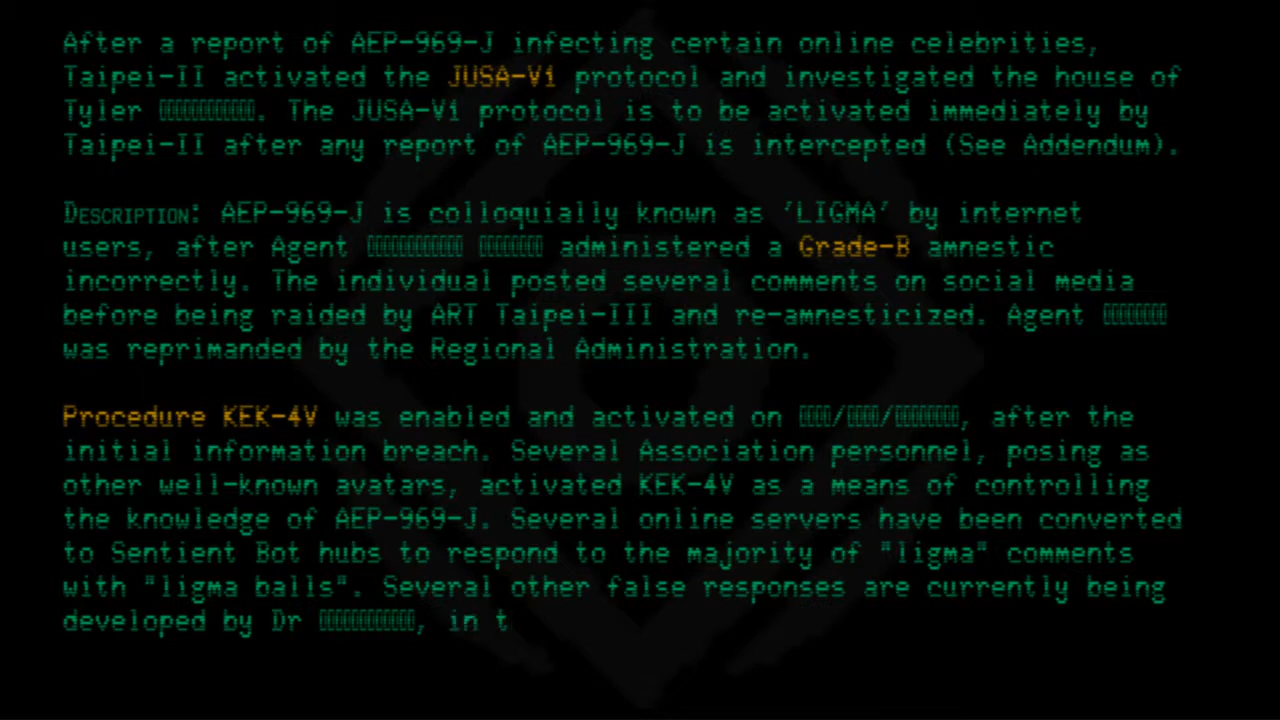 After a report of AEP-969-J infecting certain online celebrities,
Taipei-II activated the JUSA-V1 protocol and investigated the house of
Tyler ▯▯▯▯▯▯▯▯▯▯▯▯. The JUSA-V1 protocol is to be activated immediately by
Taipei-II after any report of AEP-969-J is intercepted (See Addendum).
DESCRIPTION: AEP-969-J is colloquially known as 'LIGMA' by internet
users, after Agent ▯▯▯▯▯▯▯▯▯▯▯▯ ▯▯▯▯▯▯▯▯ administered a Grade-B amnestic
incorrectly. The individual posted several comments on social media
before being raided by ART Taipei-III and re-amnesticized. Agent ▯▯▯▯▯▯▯▯
was reprimanded by the Regional Administration.
Procedure KEK-4V was enabled and activated on ▯▯▯▯/▯▯▯▯/▯▯▯▯▯▯▯▯, after the
initial information breach. Several Association personnel, posing as
other well-known avatars, activated KEK-4V as a means of controlling
the knowledge of AEP-969-J. Several online servers have been converted
to Sentient Bot hubs to respond to the majority of "ligma" comments
with "ligma balls". Several other false responses are currently being
developed by Dr ▯▯▯▯▯▯▯▯▯▯▯▯, in t